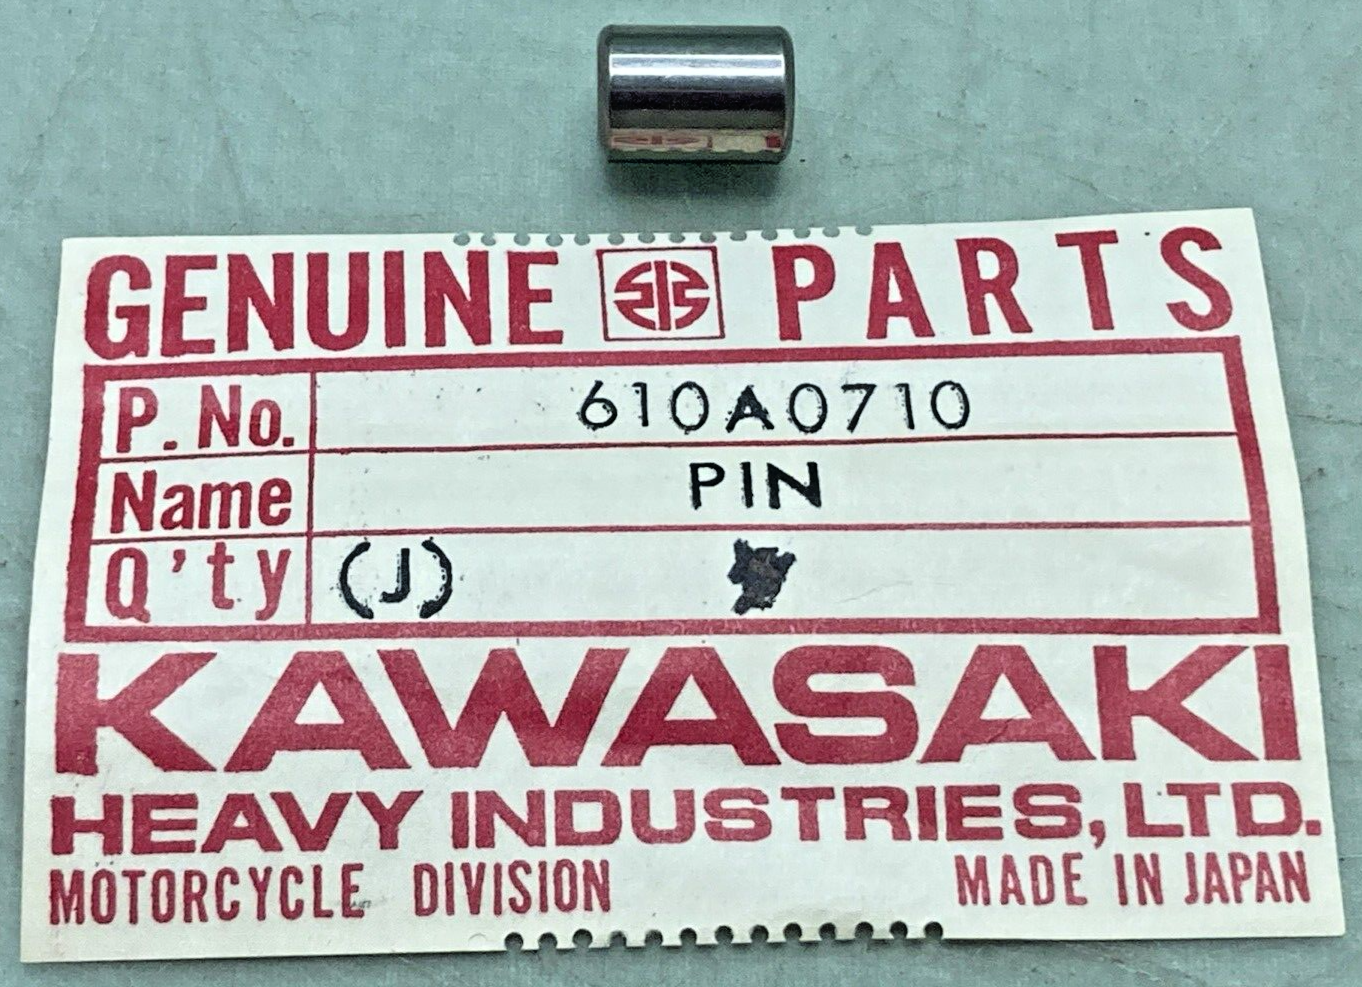 GENUINE PARTS
P. No. 610A0710
Name PIN
Q'ty (J)
KAWASAKI
HEAVY INDUSTRIES, LTD.
MOTORCYCLE DIVISION MADE IN JAPAN